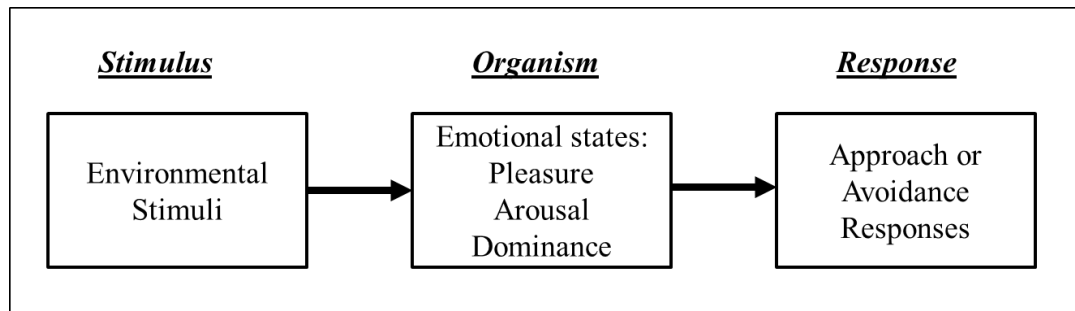 Stimulus
Organism
Response
Environmental
Stimuli
Emotional states:
Pleasure
Arousal
Dominance
Approach or
Avoidance
Responses